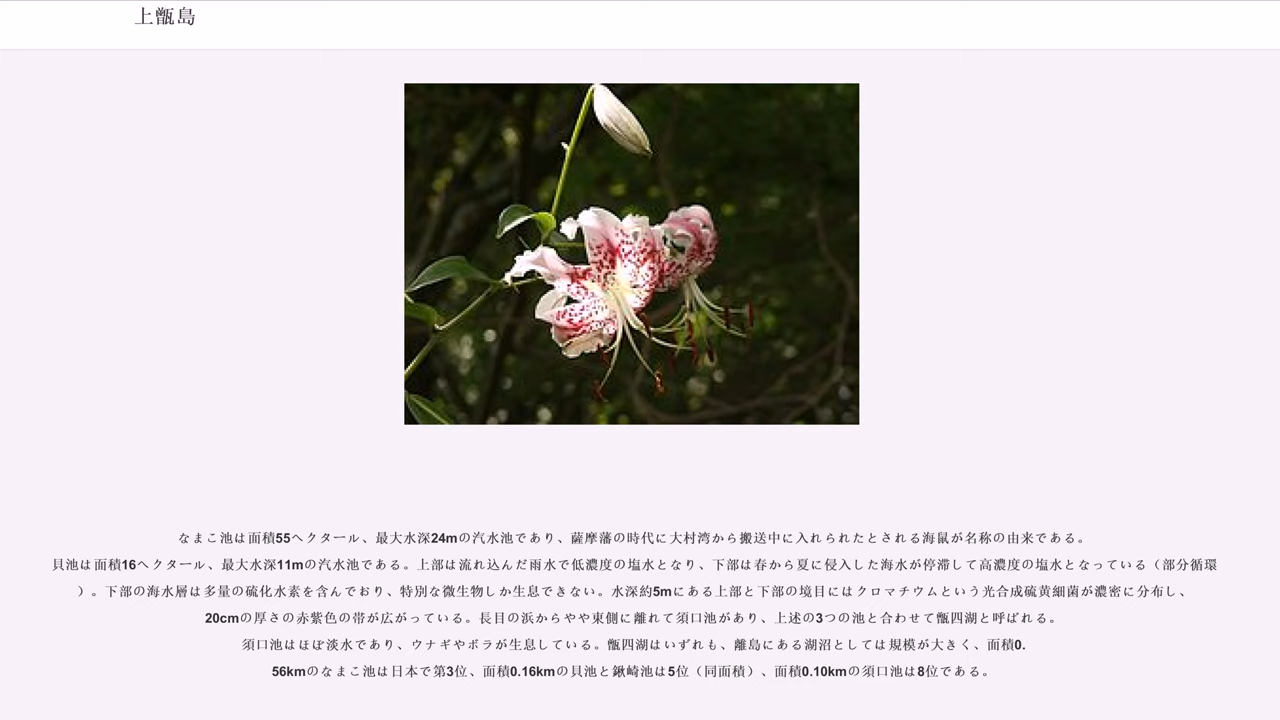 上甑島
なまこ池は面積55ヘクタール、最大水深24mの汽水池であり、薩摩藩の時代に大村湾から搬送中に入れられたとされる海鼠が名称の由来である。
貝池は面積16ヘクタール、最大水深11mの汽水池である。上部は流れ込んだ雨水で低濃度の塩水となり、下部は春から夏に侵入した海水が停滞して高濃度の塩水となっている（部分循環
）。下部の海水層は多量の硫化水素を含んでおり、特別な微生物しか生息できない。水深約5mにある上部と下部の境目にはクロマチウムという光合成硫黄細菌が濃密に分布し、
20cmの厚さの赤紫色の帯が広がっている。長目の浜からやや東側に離れて須口池があり、上述の3つの池と合わせて甑四湖と呼ばれる。
須口池はほぼ淡水であり、ウナギやボラが生息している。甑四湖はいずれも、離島にある湖沼としては規模が大きく、面積0.
56kmのなまこ池は日本で第3位、面積0.16kmの貝池と鍬崎池は5位（同面積）、面積0.10kmの須口池は8位である。